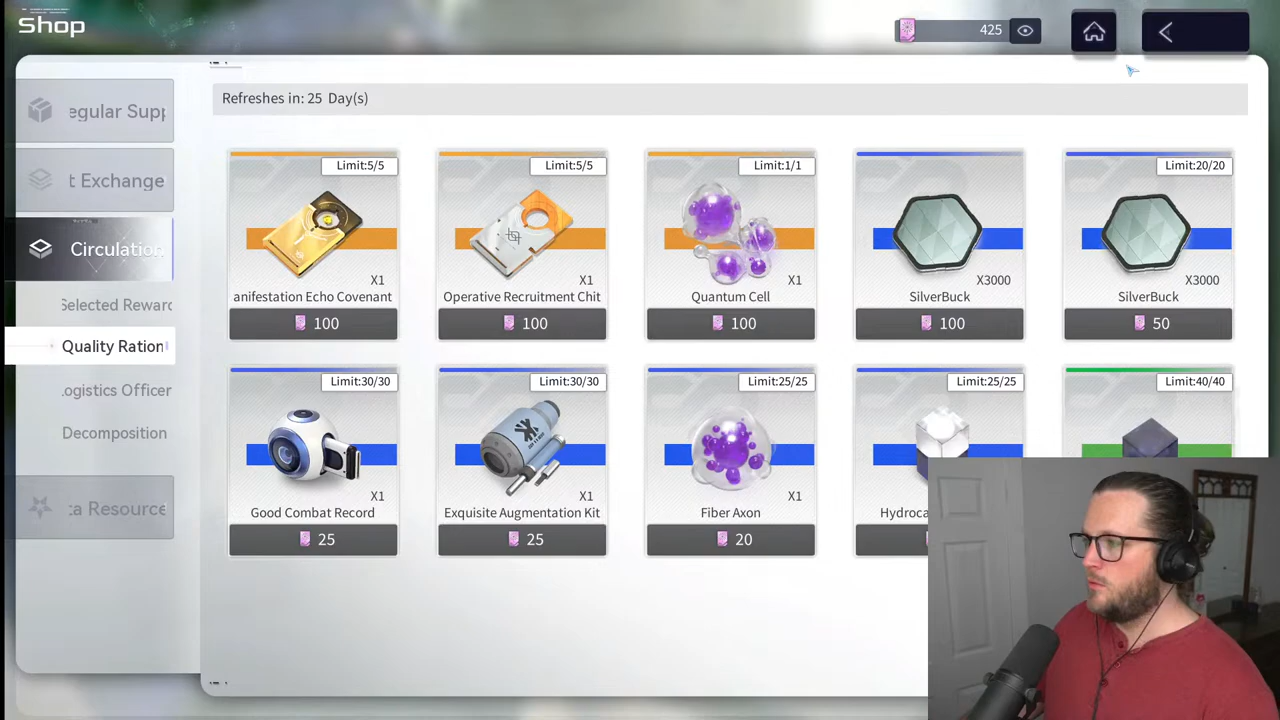 Shop
425
egular Supp
t Exchange
Circulation
Selected Reward
Quality Ration
Logistics Officer
Decomposition
ta Resource
Refreshes in: 25 Day(s)
Limit:5/5
X1
anifestation Echo Covenant
100
Limit:5/5
X1
Operative Recruitment Chit
100
Limit:1/1
X1
Quantum Cell
100
X3000
SilverBuck
100
Limit:20/20
X3000
SilverBuck
50
Limit:30/30
X1
Good Combat Record
25
Limit:30/30
X1
Exquisite Augmentation Kit
25
Limit:25/25
X1
Fiber Axon
20
Limit:25/25
Hydroca
Limit:40/40